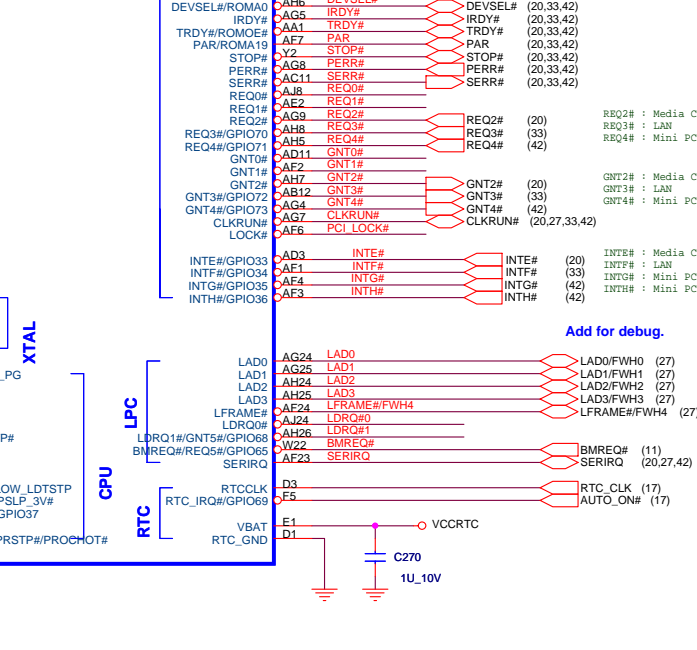 DEVSEL#/ROMA0 AH6 DEVSEL# DEVSEL# (20,33,42)
IRDY# AG5 IRDY# IRDY# (20,33,42)
TRDY#/ROMOE# AA1 TRDY# TRDY# (20,33,42)
PAR/ROMA19 AF7 PAR PAR (20,33,42)
STOP# Y2 STOP# STOP# (20,33,42)
PERR# AG8 PERR# PERR# (20,33,42)
SERR# AC11 SERR# SERR# (20,33,42)
REQ0# AJ8 REQ0#
REQ1# AE2 REQ1#
REQ2# AG9 REQ2# REQ2# (20) REQ2# : Media C
REQ3#/GPIO70 AH8 REQ3# REQ3# (33) REQ3# : LAN
REQ4#/GPIO71 AH5 REQ4# REQ4# (42) REQ4# : Mini PC
GNT0# AD11 GNT0#
GNT1# AF2 GNT1#
GNT2# AH7 GNT2# GNT2# (20) GNT2# : Media C
GNT3#/GPIO72 AB12 GNT3# GNT3# (33) GNT3# : LAN
GNT4#/GPIO73 AG4 GNT4# GNT4# (42) GNT4# : Mini PC
CLKRUN# AG7 CLKRUN# CLKRUN# (20,27,33,42)
LOCK# AF6 PCI_LOCK#
INTE#/GPIO33 AD3 INTE# INTE# (20) INTE# : Media C
INTF#/GPIO34 AF1 INTF# INTF# (33) INTF# : LAN
INTG#/GPIO35 AF4 INTG# INTG# (42) INTG# : Mini PC
INTH#/GPIO36 AF3 INTH# INTH# (42) INTH# : Mini PC
Add for debug.
XTAL
LAD0 AG24 LAD0 LAD0/FWH0 (27)
_PG LAD1 AG25 LAD1 LAD1/FWH1 (27)
LAD2 AH24 LAD2 LAD2/FWH2 (27)
LAD3 AH25 LAD3 LAD3/FWH3 (27)
LPC
LFRAME# AF24 LFRAME#/FWH4 LFRAME#/FWH4 (27)
LDRQ0# AJ24 LDRQ#0
P# LDRQ1#/GNT5#/GPIO68 AH26 LDRQ#1
BMREQ#/REQ5#/GPIO65 W22 BMREQ# BMREQ# (11)
SERIRQ AF23 SERIRQ SERIRQ (20,27,42)
CPU
OW_LDTSTP RTCCLK D3 RTC_CLK (17)
PSLP_3V# RTC_IRQ#/GPIO69 F5 AUTO_ON# (17)
GPIO37
RTC
VBAT E1 VCCRTC
PRSTP#/PROCHOT# RTC_GND D1
C270
1U_10V